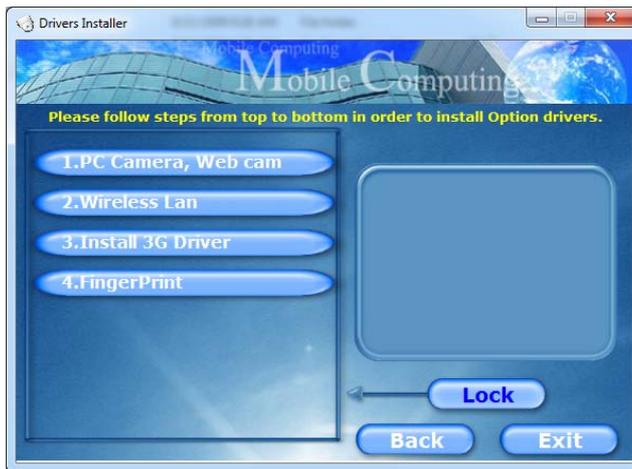 Drivers Installer
Mobile Computing
Mobile Computing
Please follow steps from top to bottom in order to install Option drivers.
1.PC Camera, Web cam
2.Wireless Lan
3.Install 3G Driver
4.FingerPrint
Lock
Back
Exit